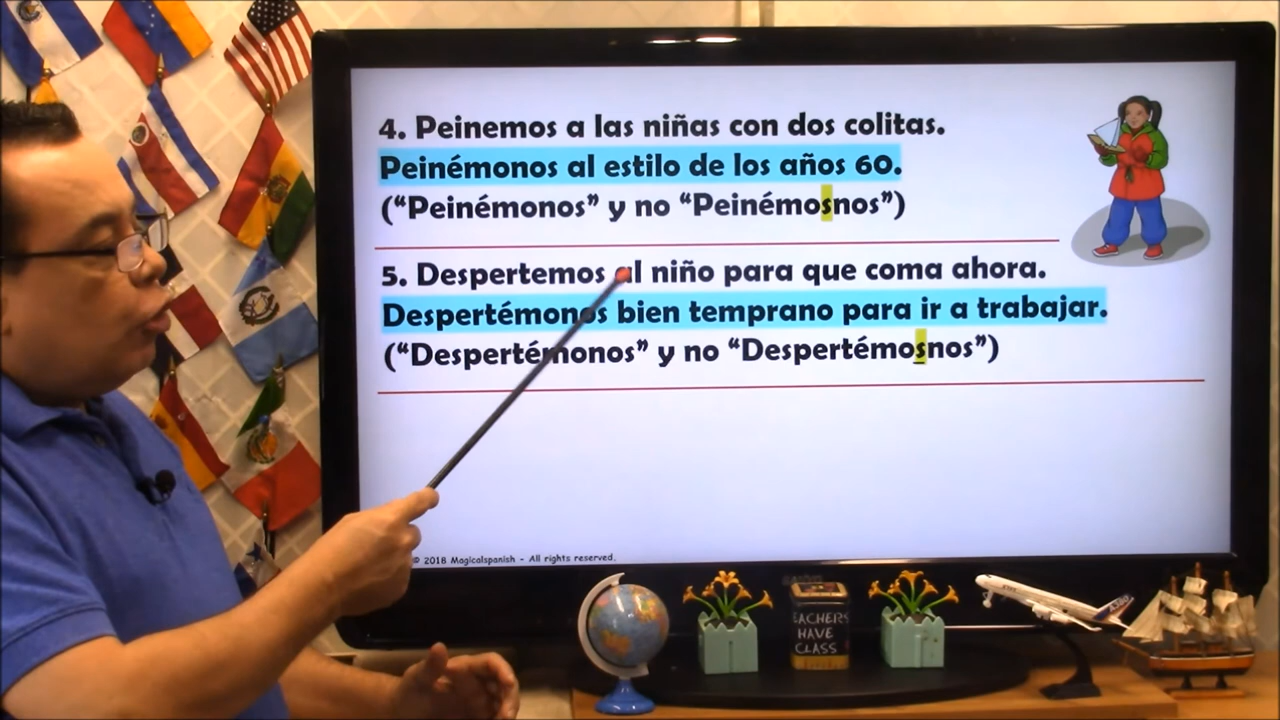 4. Peinemos a las niñas con dos colitas.
Peinémonos al estilo de los años 60.
(“Peinémonos” y no “Peinémosnos”)
5. Despertemos al niño para que coma ahora.
Despertémonos bien temprano para ir a trabajar.
(“Despertémonos” y no “Despertémosnos”)
© 2018 Magicalspanish - All rights reserved.
TEACHERS
HAVE
CLASS
A380